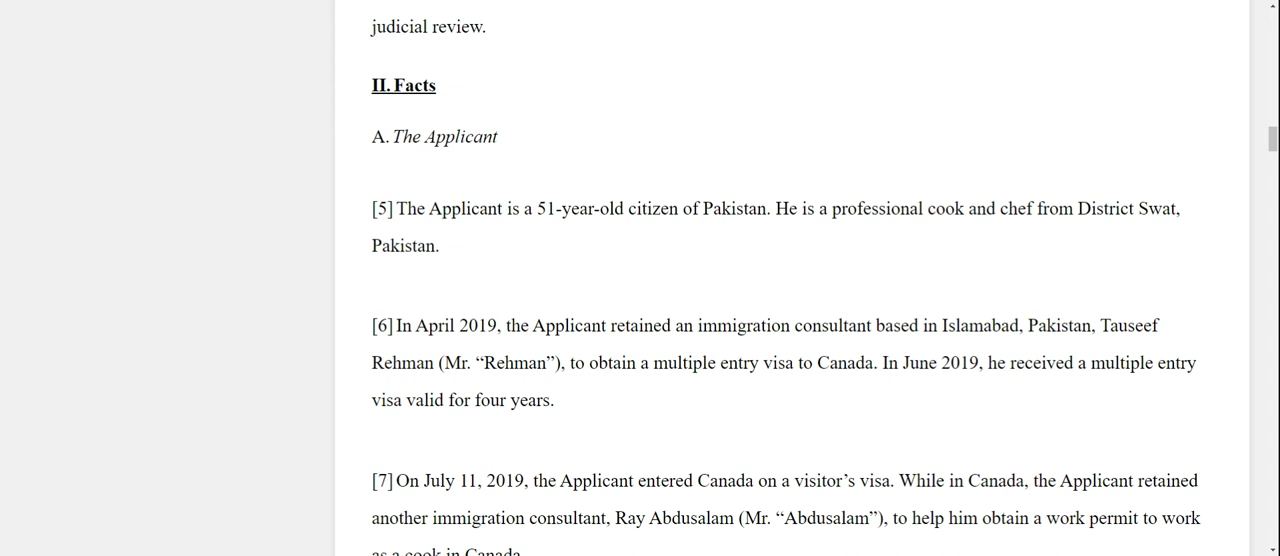 judicial review.
II. Facts
A. The Applicant
[5] The Applicant is a 51-year-old citizen of Pakistan. He is a professional cook and chef from District Swat,
Pakistan.
[6] In April 2019, the Applicant retained an immigration consultant based in Islamabad, Pakistan, Tauseef
Rehman (Mr. “Rehman”), to obtain a multiple entry visa to Canada. In June 2019, he received a multiple entry
visa valid for four years.
[7] On July 11, 2019, the Applicant entered Canada on a visitor’s visa. While in Canada, the Applicant retained
another immigration consultant, Ray Abdusalam (Mr. “Abdusalam”), to help him obtain a work permit to work
as a cook in Canada.